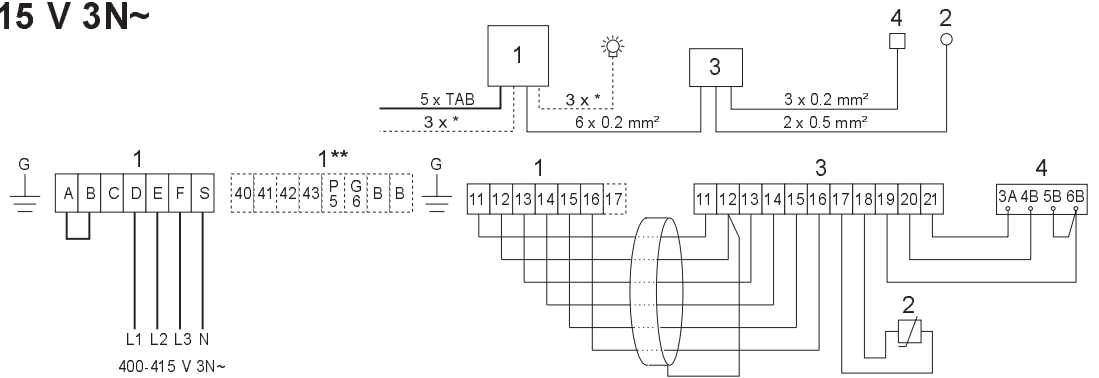 15 V 3N~
1
3
4 2
5 x TAB
3 x *
3 x *
6 x 0.2 mm²
3 x 0.2 mm²
2 x 0.5 mm²
G 1 1** G 1 3 4
A B C D E F S
40 41 42 43 P5 G6 B B
11 12 13 14 15 16 17
11 12 13 14 15 16 17 18 19 20 21
3A 4B 5B 6B
2
L1 L2 L3 N
400-415 V 3N~